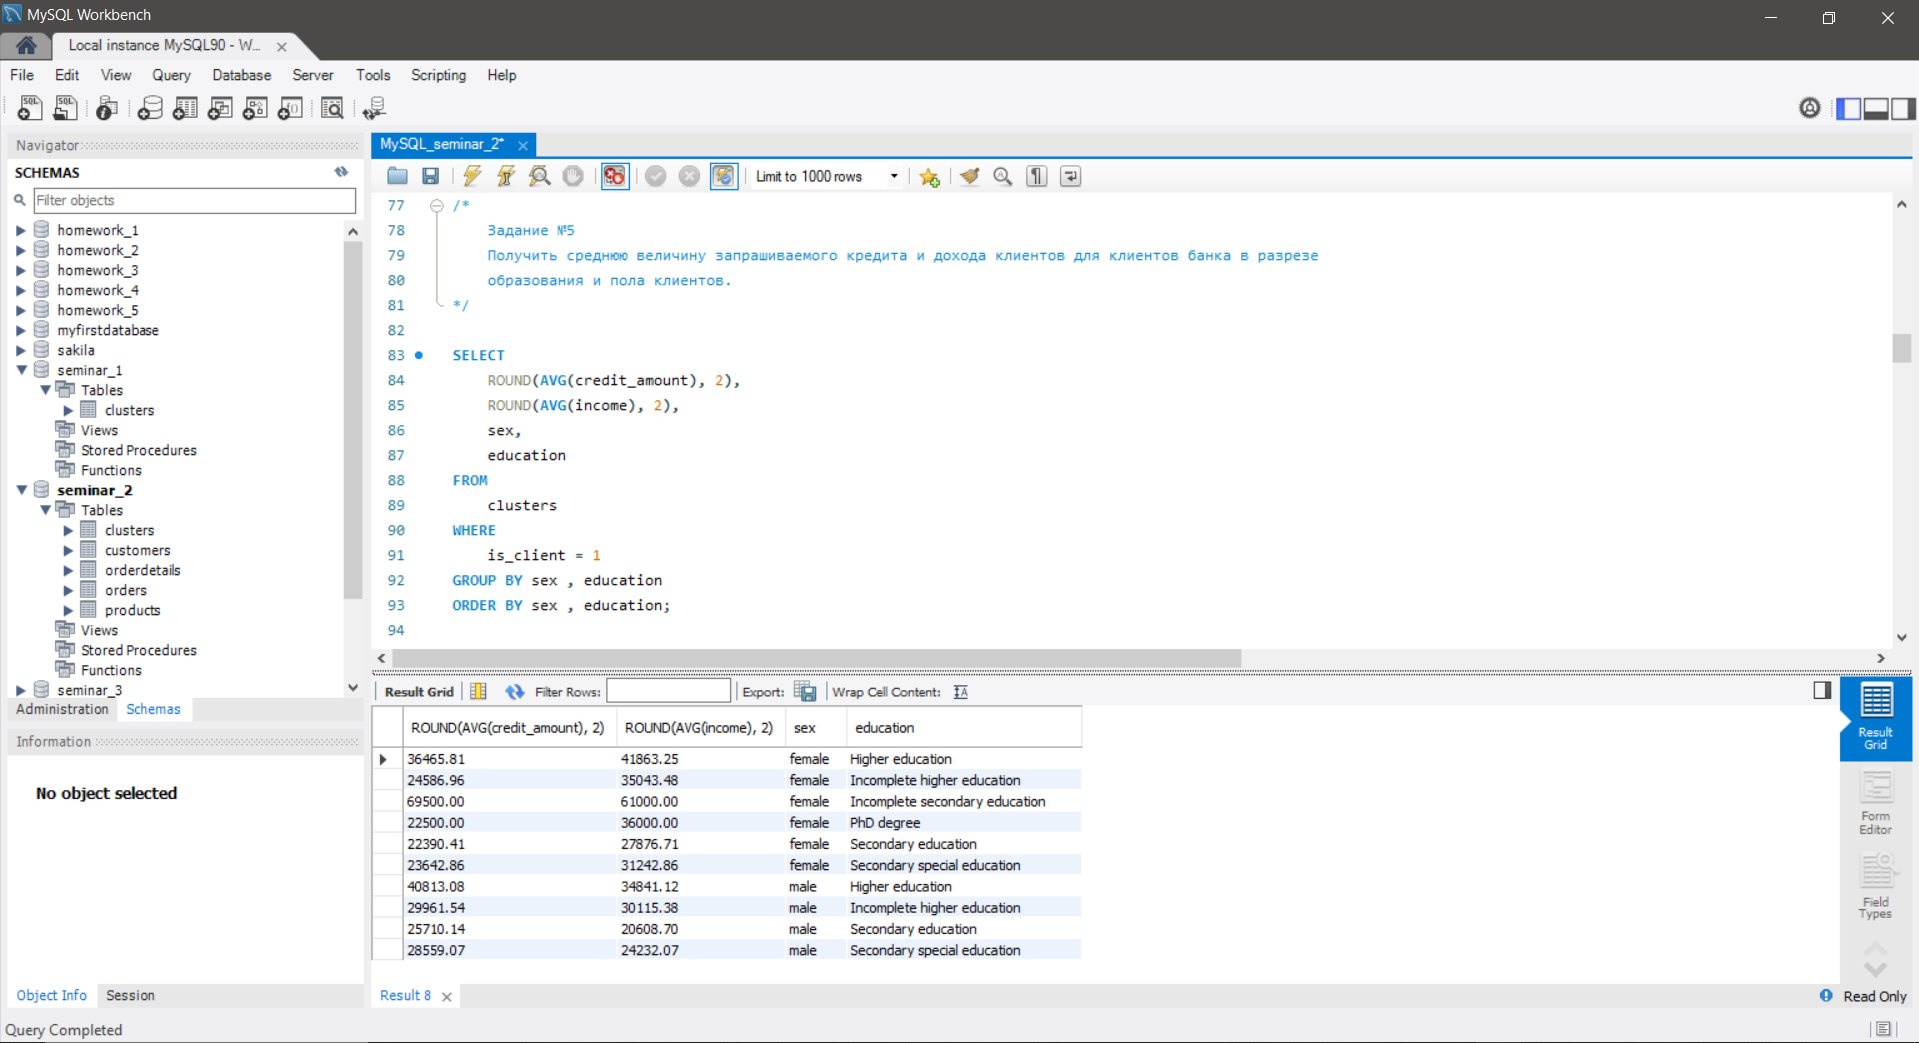 MySQL Workbench
Local instance MySQL90 - W...
File Edit View Query Database Server Tools Scripting Help
Navigator
SCHEMAS
Filter objects
homework_1
homework_2
homework_3
homework_4
homework_5
myfirstdatabase
sakila
seminar_1
Tables
clusters
Views
Stored Procedures
Functions
seminar_2
Tables
clusters
customers
orderdetails
orders
products
Views
Stored Procedures
Functions
seminar_3
Administration Schemas
Information
No object selected
Object Info Session
Query Completed
MySQL_seminar_2*
Limit to 1000 rows
77 /*
78 Задание №5
79 Получить среднюю величину запрашиваемого кредита и дохода клиентов для клиентов банка в разрезе
80 образования и пола клиентов.
81 */
82
83 SELECT
84 ROUND(AVG(credit_amount), 2),
85 ROUND(AVG(income), 2),
86 sex,
87 education
88 FROM
89 clusters
90 WHERE
91 is_client = 1
92 GROUP BY sex , education
93 ORDER BY sex , education;
94
Result Grid Filter Rows: Export: Wrap Cell Content:
ROUND(AVG(credit_amount), 2) ROUND(AVG(income), 2) sex education
36465.81 41863.25 female Higher education
24586.96 35043.48 female Incomplete higher education
69500.00 61000.00 female Incomplete secondary education
22500.00 36000.00 female PhD degree
22390.41 27876.71 female Secondary education
23642.86 31242.86 female Secondary special education
40813.08 34841.12 male Higher education
29961.54 30115.38 male Incomplete higher education
25710.14 20608.70 male Secondary education
28559.07 24232.07 male Secondary special education
Result
Grid
Form
Editor
Field
Types
Result 8
Read Only